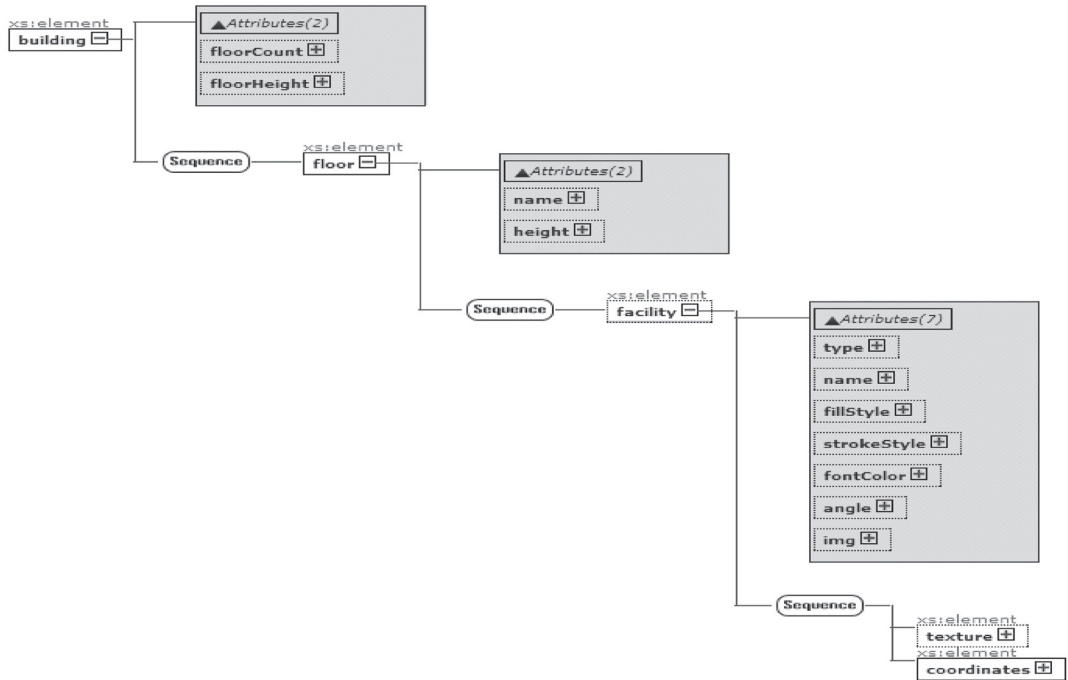 xs:element
building
▲Attributes(2)
floorCount
floorHeight
Sequence
xs:element
floor
▲Attributes(2)
name
height
Sequence
xs:element
facility
▲Attributes(7)
type
name
fillStyle
strokeStyle
fontColor
angle
img
Sequence
xs:element
texture
xs:element
coordinates